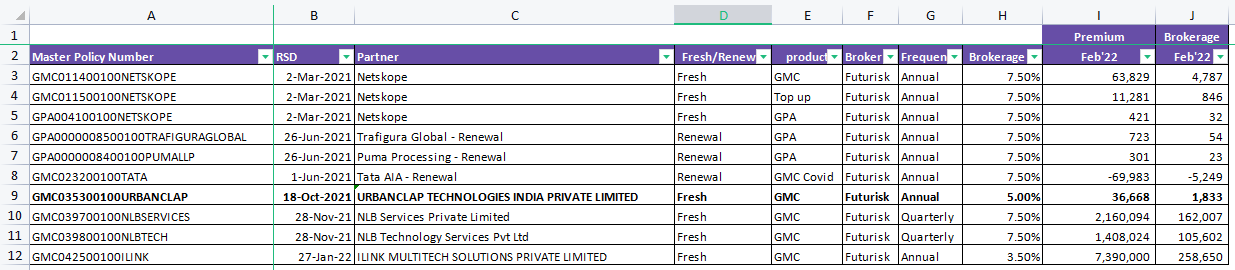 A B C D E F G H I J
1 Premium Brokerage
2 Master Policy Number RSD Partner Fresh/Renew product Broker Frequen Brokerage Feb'22 Feb'22
3 GMC011400100NETSKOPE 2-Mar-2021 Netskope Fresh GMC Futurisk Annual 7.50% 63,829 4,787
4 GMC011500100NETSKOPE 2-Mar-2021 Netskope Fresh Top up Futurisk Annual 7.50% 11,281 846
5 GPA004100100NETSKOPE 2-Mar-2021 Netskope Fresh GPA Futurisk Annual 7.50% 421 32
6 GPA0000008500100TRAFIGURAGLOBAL 26-Jun-2021 Trafigura Global - Renewal Renewal GPA Futurisk Annual 7.50% 723 54
7 GPA0000008400100PUMALLP 26-Jun-2021 Puma Processing - Renewal Renewal GPA Futurisk Annual 7.50% 301 23
8 GMC023200100TATA 1-Jun-2021 Tata AIA - Renewal Renewal GMC Covid Futurisk Annual 7.50% -69,983 -5,249
9 GMC035300100URBANCLAP 18-Oct-2021 URBANCLAP TECHNOLOGIES INDIA PRIVATE LIMITED Fresh GMC Futurisk Annual 5.00% 36,668 1,833
10 GMC039700100NLBSERVICES 28-Nov-21 NLB Services Private Limited Fresh GMC Futurisk Quarterly 7.50% 2,160,094 162,007
11 GMC039800100NLBTECH 28-Nov-21 NLB Technology Services Pvt Ltd Fresh GMC Futurisk Quarterly 7.50% 1,408,024 105,602
12 GMC042500100ILINK 27-Jan-22 ILINK MULTITECH SOLUTIONS PRIVATE LIMITED Fresh GMC Futurisk Annual 3.50% 7,390,000 258,650